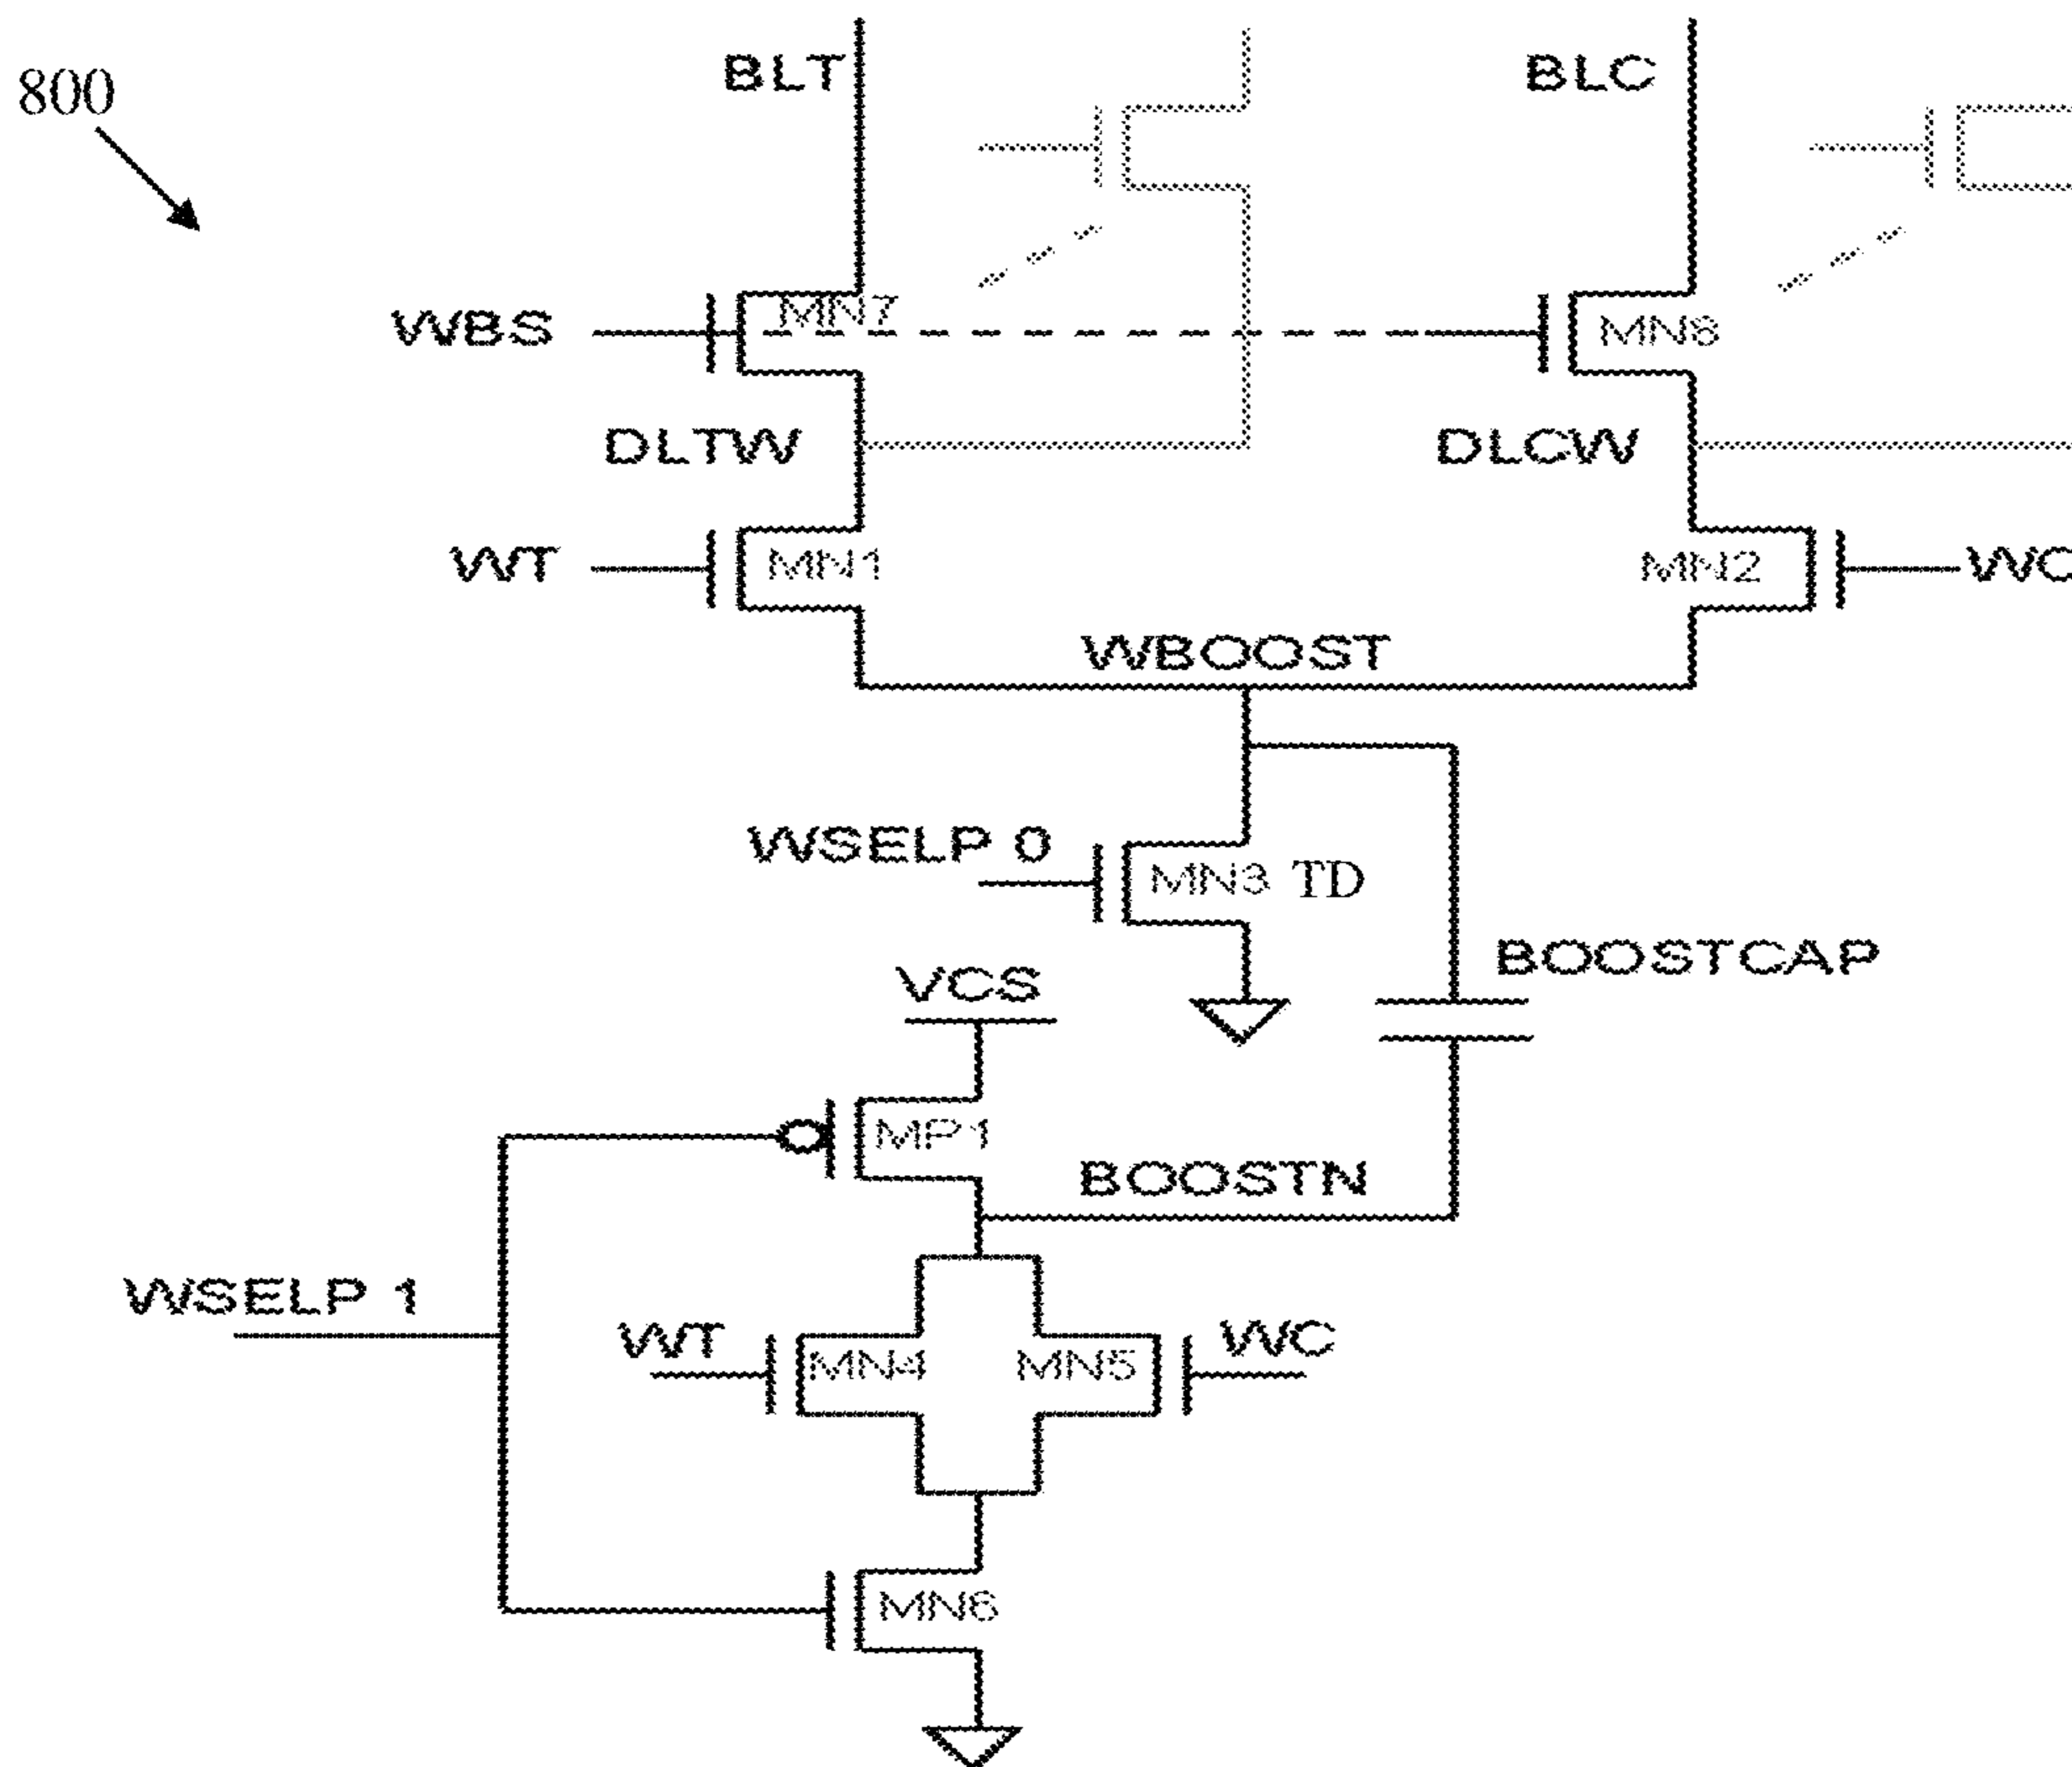 800
BLT
BLC
WBS
MN7
MN8
DLTW
DLCW
WT
MN1
MN2
WC
WBOOST
WSELP 0
MN3 TD
BOOSTCAP
VCS
MP1
BOOSTN
WSELP 1
WT
MN4
MN5
WC
MN6